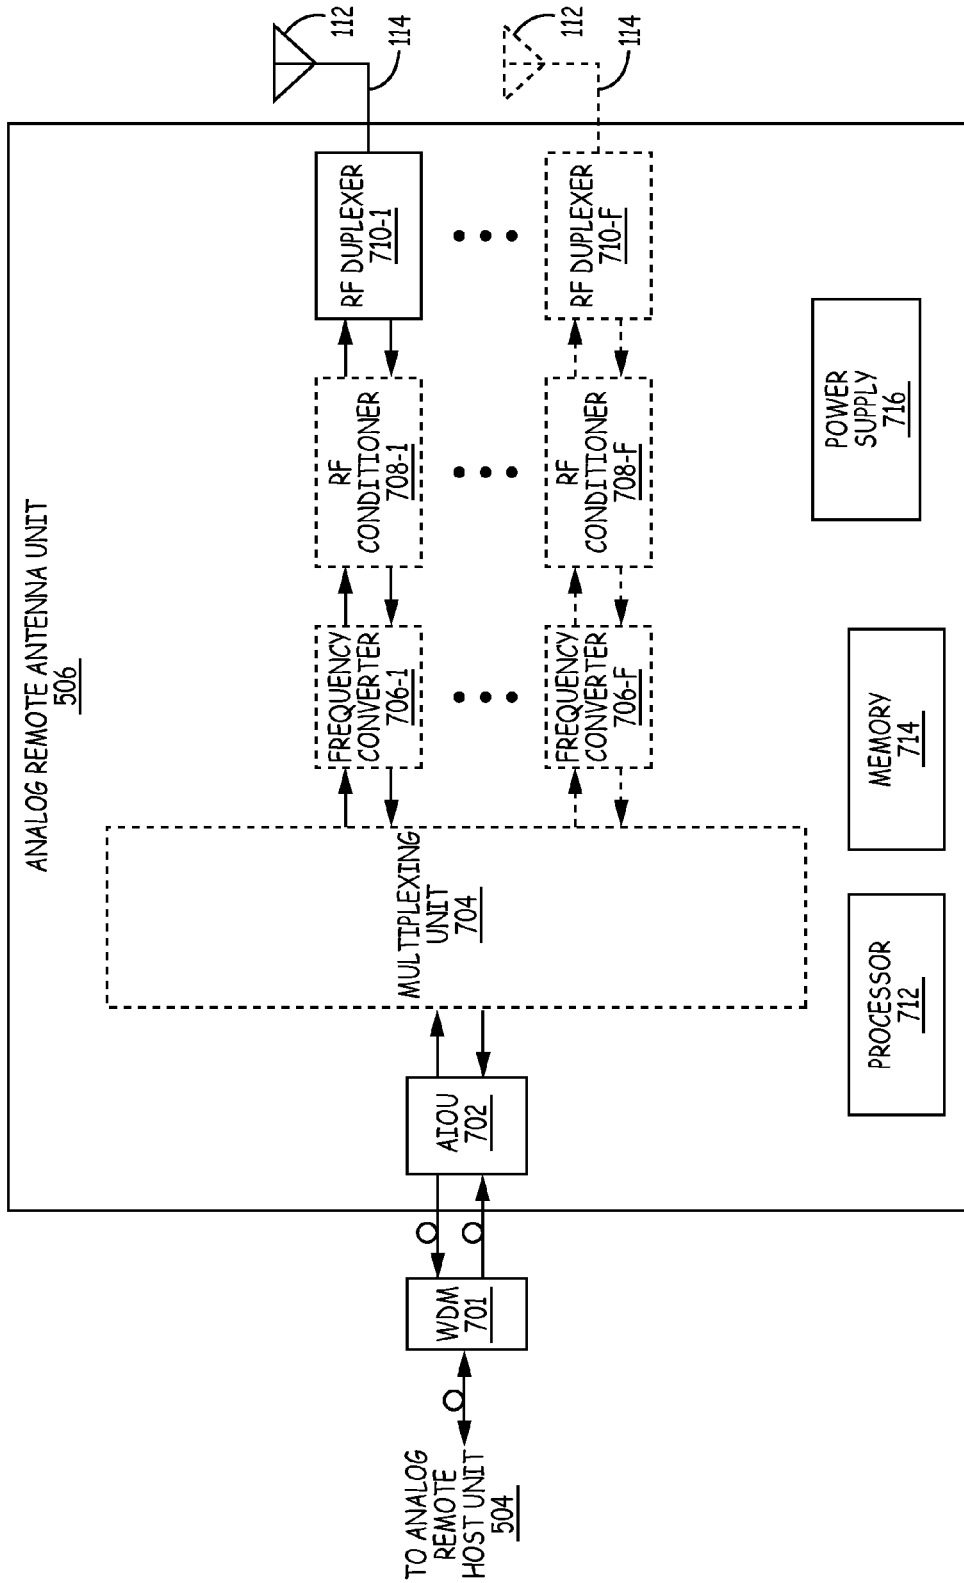 ANALOG REMOTE ANTENNA UNIT
506
TO ANALOG
REMOTE
HOST UNIT
504
WDM
701
AIOU
702
MULTIPLEXING
UNIT
704
FREQUENCY
CONVERTER
706-1
RF
CONDITIONER
708-1
RF DUPLEXER
710-1
112
114
FREQUENCY
CONVERTER
706-F
RF
CONDITIONER
708-F
RF DUPLEXER
710-F
112
114
PROCESSOR
712
MEMORY
714
POWER
SUPPLY
716